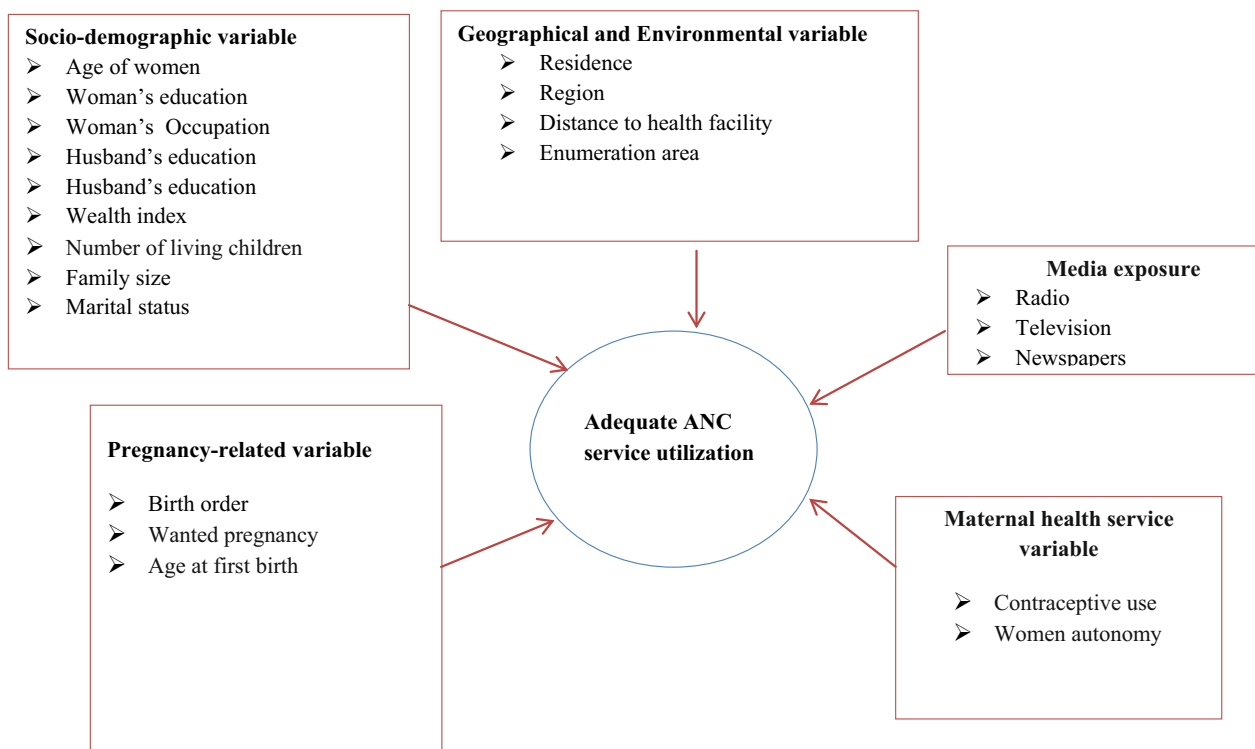 Socio-demographic variable
➢ Age of women
➢ Woman’s education
➢ Woman’s Occupation
➢ Husband’s education
➢ Husband’s education
➢ Wealth index
➢ Number of living children
➢ Family size
➢ Marital status
Geographical and Environmental variable
➢ Residence
➢ Region
➢ Distance to health facility
➢ Enumeration area
Media exposure
➢ Radio
➢ Television
➢ Newspapers
Adequate ANC
service utilization
Pregnancy-related variable
➢ Birth order
➢ Wanted pregnancy
➢ Age at first birth
Maternal health service
variable
➢ Contraceptive use
➢ Women autonomy